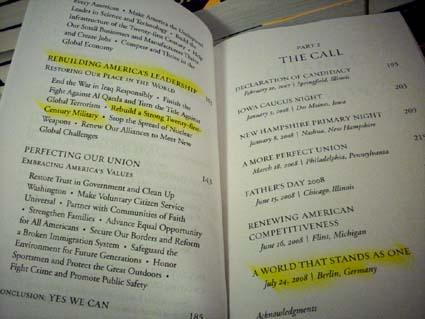 Every American • Make America the Undisputed
Leader in Science and Technology • Build the
Infrastructure of the Twenty-first Century • Help
Our Small Businesses and Manufacturers Thrive
and Create Jobs • Compete and Thrive in the
Global Economy
REBUILDING AMERICA'S LEADERSHIP
RESTORING OUR PLACE IN THE WORLD
End the War in Iraq Responsibly • Finish the
Fight Against Al Qaeda and Turn the Tide Against
Global Terrorism • Rebuild a Strong Twenty-first-
Century Military • Stop the Spread of Nuclear
Weapons • Renew Our Alliances to Meet New
Global Challenges
PERFECTING OUR UNION 143
EMBRACING AMERICA'S VALUES
Restore Trust in Government and Clean Up
Washington • Make Voluntary Citizen Service
Universal • Partner with Communities of Faith
• Strengthen Families • Advance Equal Opportunity
for All Americans • Secure Our Borders and Reform
a Broken Immigration System • Safeguard the
Environment for Future Generations • Honor
Sportsmen and Protect the Great Outdoors •
Fight Crime and Promote Public Safety
CONCLUSION: YES WE CAN 185
PART 2
THE CALL
DECLARATION OF CANDIDACY 195
February 10, 2007 | Springfield, Illinois
IOWA CAUCUS NIGHT 203
January 3, 2008 | Des Moines, Iowa
NEW HAMPSHIRE PRIMARY NIGHT
January 8, 2008 | Nashua, New Hampshire
A MORE PERFECT UNION
March 18, 2008 | Philadelphia, Pennsylvania
FATHER'S DAY 2008
June 15, 2008 | Chicago, Illinois
RENEWING AMERICAN
COMPETITIVENESS
June 16, 2008 | Flint, Michigan
A WORLD THAT STANDS AS ONE
July 24, 2008 | Berlin, Germany
Acknowledgments